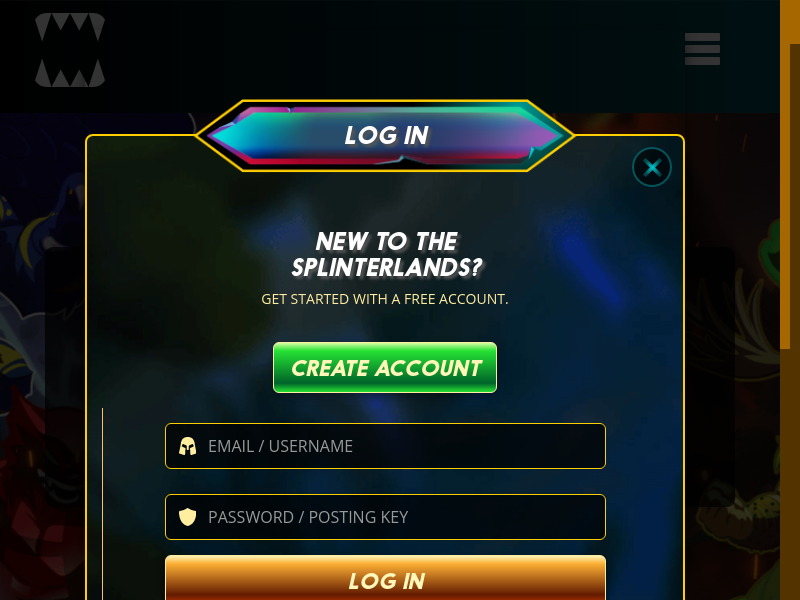 LOG IN
NEW TO THE
SPLINTERLANDS?
GET STARTED WITH A FREE ACCOUNT.
CREATE ACCOUNT
EMAIL / USERNAME
PASSWORD / POSTING KEY
LOG IN